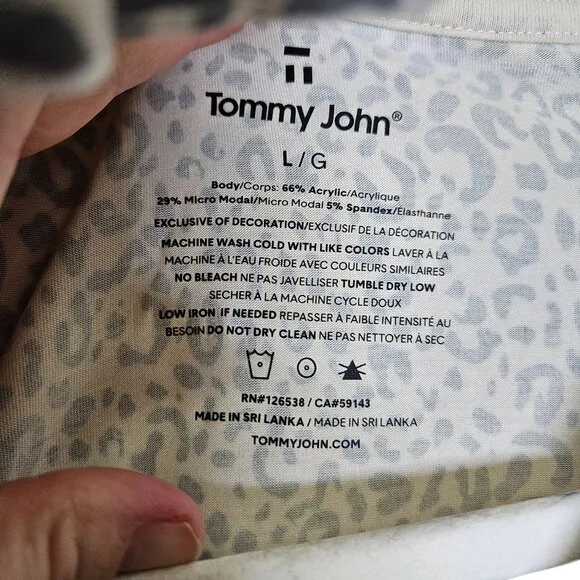 Tommy John®
L/G
Body/Corps: 66% Acrylic/Acrylique
29% Micro Modal/Micro Modal 5% Spandex/Élasthanne
EXCLUSIVE OF DECORATION/EXCLUSIF DE LA DÉCORATION
MACHINE WASH COLD WITH LIKE COLORS LAVER À LA
MACHINE À L'EAU FROIDE AVEC COULEURS SIMILAIRES
NO BLEACH NE PAS JAVELLISER TUMBLE DRY LOW
SECHER À LA MACHINE CYCLE DOUX
LOW IRON IF NEEDED REPASSER À FAIBLE INTENSITÉ AU
BESOIN DO NOT DRY CLEAN NE PAS NETTOYER À SEC
RN#126538 / CA#59143
MADE IN SRI LANKA / MADE IN SRI LANKA
TOMMYJOHN.COM